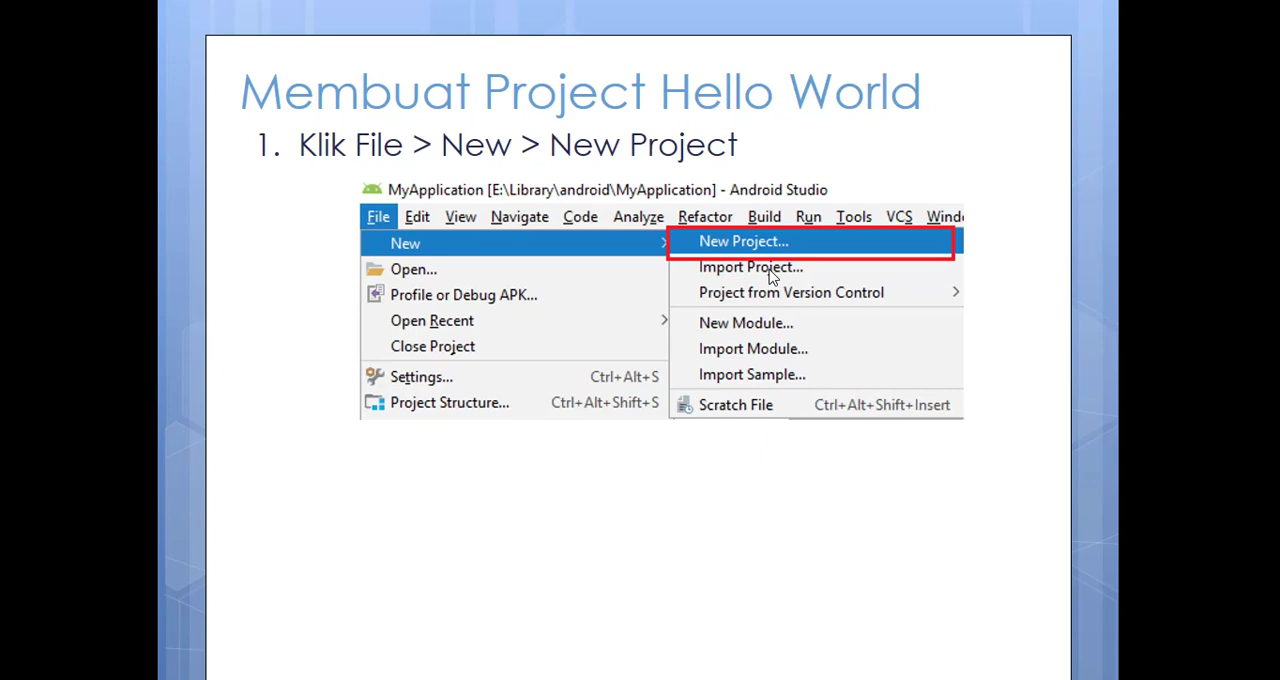 Membuat Project Hello World
1. Klik File > New > New Project
MyApplication [E:\Library\android\MyApplication] - Android Studio
File Edit View Navigate Code Analyze Refactor Build Run Tools VCS
New
Open...
Profile or Debug APK...
Open Recent
Close Project
Settings... Ctrl+Alt+S
Project Structure... Ctrl+Alt+Shift+S
New Project...
Import Project...
Project from Version Control
New Module...
Import Module...
Import Sample...
Scratch File Ctrl+Alt+Shift+Insert